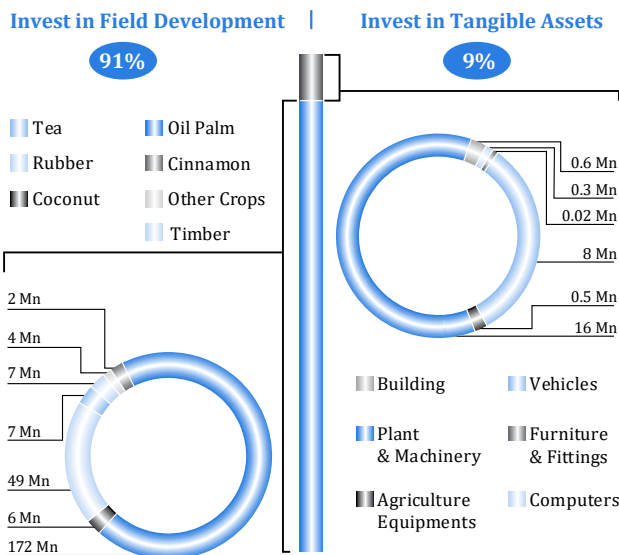 Invest in Field Development | Invest in Tangible Assets
91%
9%
Tea
Oil Palm
Rubber
Cinnamon
Coconut
Other Crops
Timber
0.6 Mn
0.3 Mn
0.02 Mn
8 Mn
0.5 Mn
16 Mn
2 Mn
4 Mn
7 Mn
7 Mn
49 Mn
6 Mn
172 Mn
Building
Vehicles
Plant
& Machinery
Furniture
& Fittings
Agriculture
Equipments
Computers